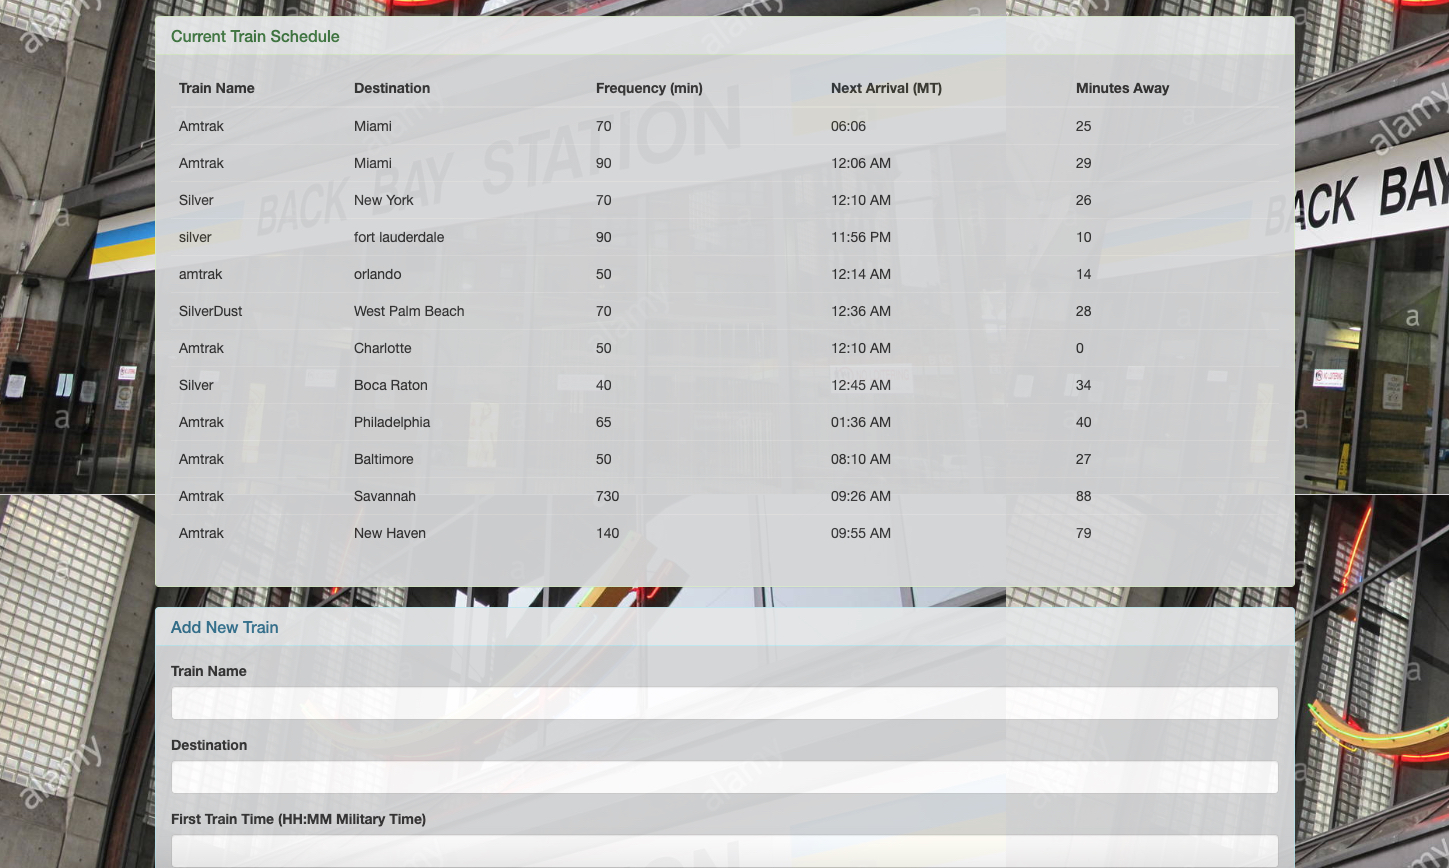 Current Train Schedule
Train Name Destination Frequency (min) Next Arrival (MT) Minutes Away
Amtrak Miami 70 06:06 25
Amtrak Miami 90 12:06 AM 29
Silver New York 70 12:10 AM 26
silver fort lauderdale 90 11:56 PM 10
amtrak orlando 50 12:14 AM 14
SilverDust West Palm Beach 70 12:36 AM 28
Amtrak Charlotte 50 12:10 AM 0
Silver Boca Raton 40 12:45 AM 34
Amtrak Philadelphia 65 01:36 AM 40
Amtrak Baltimore 50 08:10 AM 27
Amtrak Savannah 730 09:26 AM 88
Amtrak New Haven 140 09:55 AM 79
Add New Train
Train Name
Destination
First Train Time (HH:MM Military Time)
BACK BAY STATION
BACK BAY
alamy
alamy
alamy
alamy
a
a
a
a